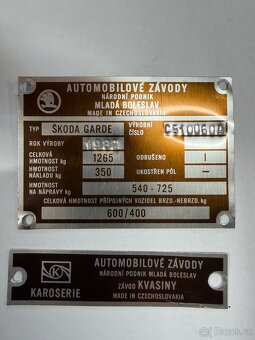 AUTOMOBILOVÉ ZÁVODY
NÁRODNÍ PODNIK
MLADÁ BOLESLAV
MADE IN CZECHOSLOVAKIA
TYP ŠKODA GARDE VÝROBNÍ ČÍSLO
ROK VÝROBY
CELKOVÁ HMOTNOST kg 1265 ODRUŠENO I
HMOTNOST NÁKLADU kg 350 UKOSTŘEN PÓL —
HMOTNOST NA NÁPRAVY kg 540 - 725
CELKOVÁ HMOTNOST PŘÍPOJNÝCH VOZIDEL BRZD.-NEBRZD.kg
600/400
AUTOMOBILOVÉ ZÁVODY
NÁRODNÍ PODNIK MLADÁ BOLESLAV
ZÁVOD KVASINY
MADE IN CZECHOSLOVAKIA
K
KAROSERIE